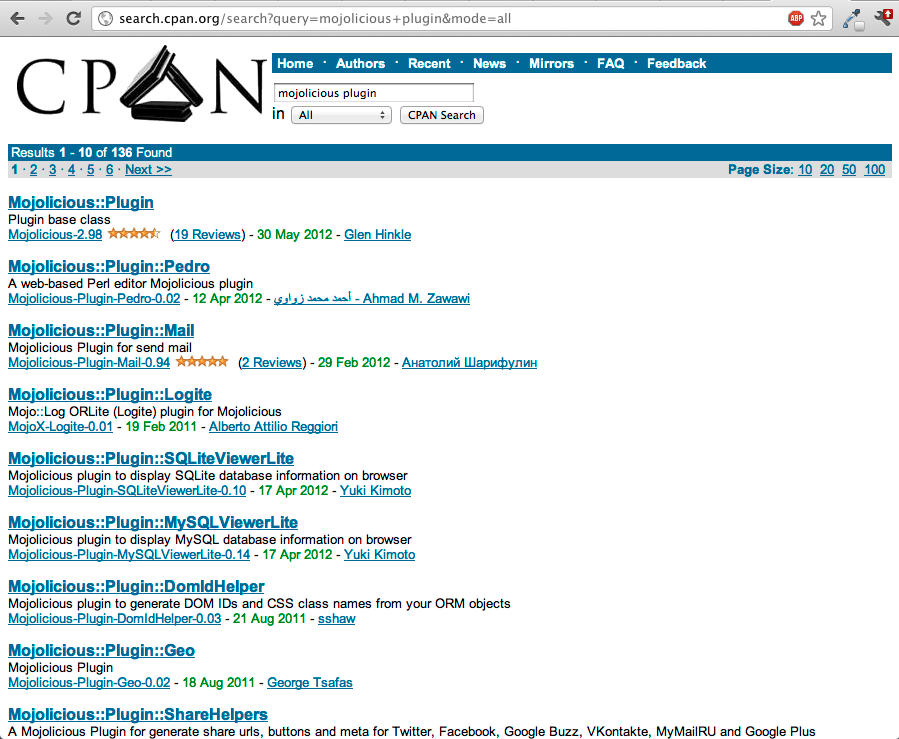 search.cpan.org/search?query=mojolicious+plugin&mode=all
ABP
CPAN
Home · Authors · Recent · News · Mirrors · FAQ · Feedback
mojolicious plugin
in All CPAN Search
Results 1 - 10 of 136 Found
1 · 2 · 3 · 4 · 5 · 6 · Next >> Page Size: 10 20 50 100
Mojolicious::Plugin
Plugin base class
Mojolicious-2.98 (19 Reviews) - 30 May 2012 - Glen Hinkle
Mojolicious::Plugin::Pedro
A web-based Perl editor Mojolicious plugin
Mojolicious-Plugin-Pedro-0.02 - 12 Apr 2012 - أحمد محمد زواوي - Ahmad M. Zawawi
Mojolicious::Plugin::Mail
Mojolicious Plugin for send mail
Mojolicious-Plugin-Mail-0.94 (2 Reviews) - 29 Feb 2012 - Анатолий Шарифулин
Mojolicious::Plugin::Logite
Mojo::Log ORLite (Logite) plugin for Mojolicious
MojoX-Logite-0.01 - 19 Feb 2011 - Alberto Attilio Reggiori
Mojolicious::Plugin::SQLiteViewerLite
Mojolicious plugin to display SQLite database information on browser
Mojolicious-Plugin-SQLiteViewerLite-0.10 - 17 Apr 2012 - Yuki Kimoto
Mojolicious::Plugin::MySQLViewerLite
Mojolicious plugin to display MySQL database information on browser
Mojolicious-Plugin-MySQLViewerLite-0.14 - 17 Apr 2012 - Yuki Kimoto
Mojolicious::Plugin::DomIdHelper
Mojolicious plugin to generate DOM IDs and CSS class names from your ORM objects
Mojolicious-Plugin-DomIdHelper-0.03 - 21 Aug 2011 - sshaw
Mojolicious::Plugin::Geo
Mojolicious Plugin
Mojolicious-Plugin-Geo-0.02 - 18 Aug 2011 - George Tsafas
Mojolicious::Plugin::ShareHelpers
A Mojolicious Plugin for generate share urls, buttons and meta for Twitter, Facebook, Google Buzz, VKontakte, MyMailRU and Google Plus